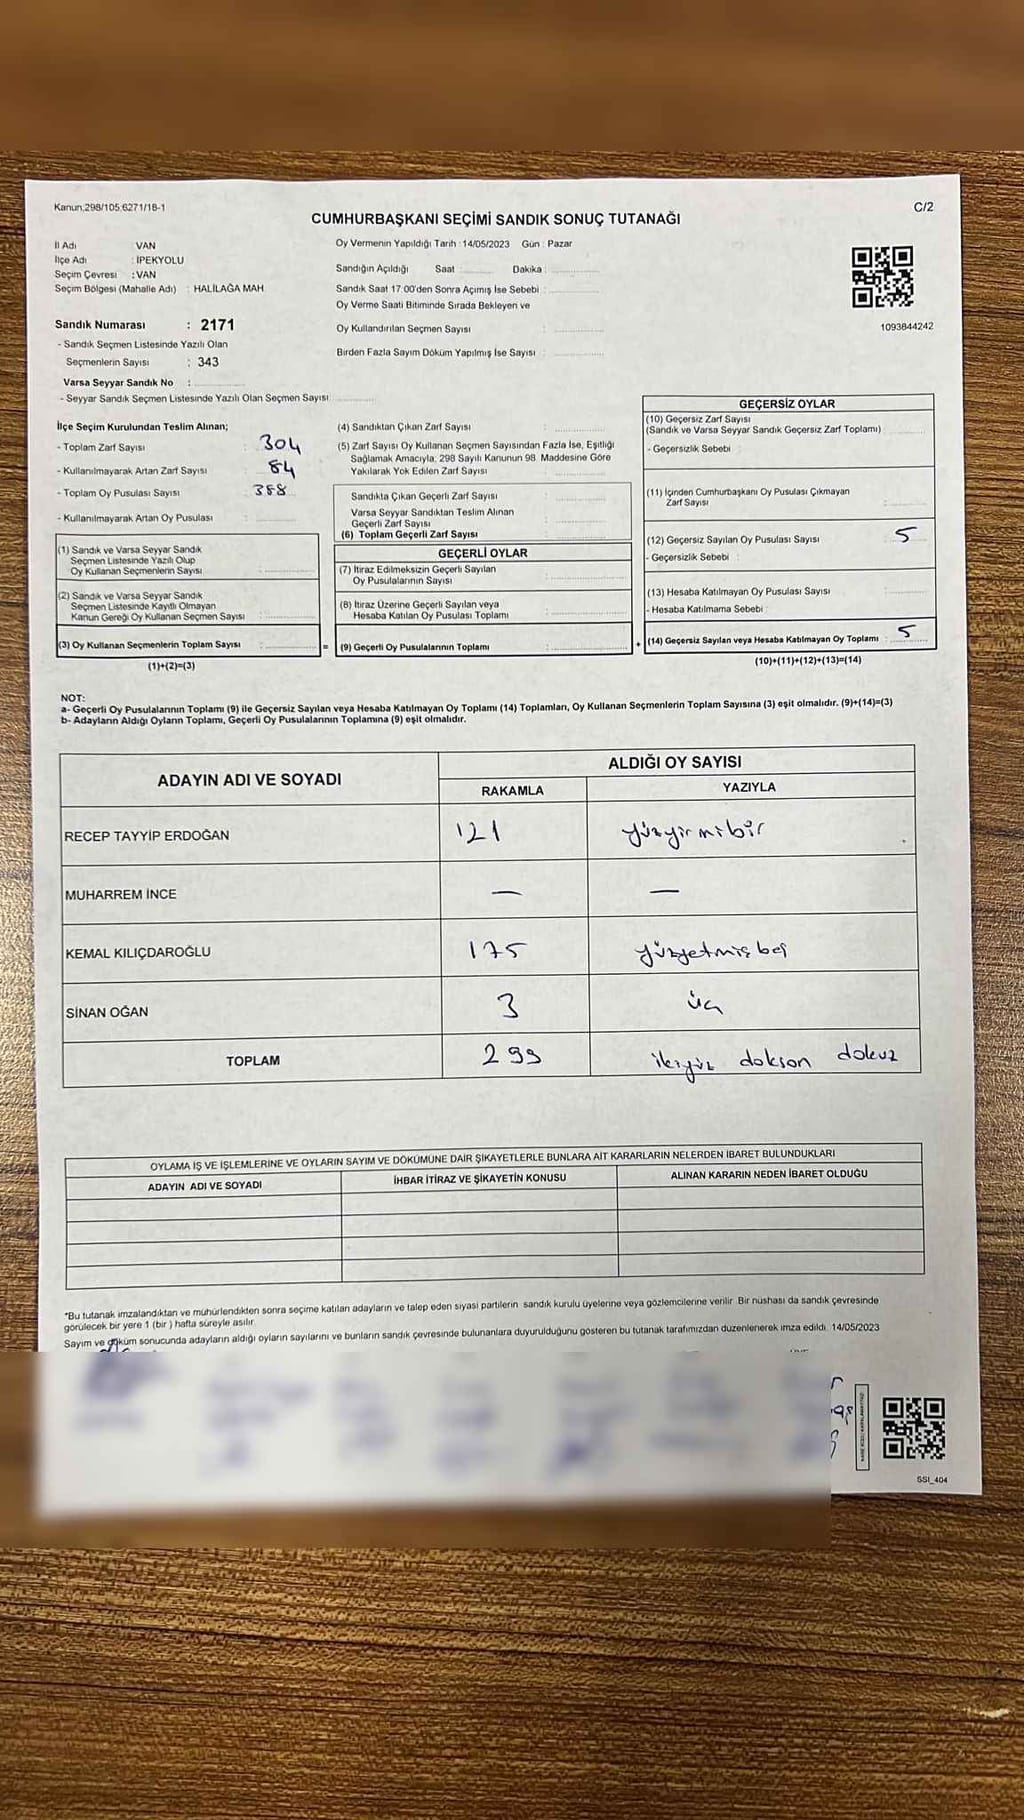 Kanun;298/105,6271/18-1
C/2
CUMHURBAŞKANI SEÇİMİ SANDIK SONUÇ TUTANAĞI
İl Adı VAN
İlçe Adı : İPEKYOLU
Seçim Çevresi : VAN
Seçim Bölgesi (Mahalle Adı) : HALİLAĞA MAH
Sandık Numarası : 2171
- Sandık Seçmen Listesinde Yazılı Olan
Seçmenlerin Sayısı : 343
Varsa Seyyar Sandık No :
- Seyyar Sandık Seçmen Listesinde Yazılı Olan Seçmen Sayısı
Oy Vermenin Yapıldığı Tarih : 14/05/2023 Gün : Pazar
Sandığın Açıldığı Saat Dakika :
Sandık Saat 17:00'den Sonra Açımış İse Sebebi :
Oy Verme Saati Bitiminde Sırada Bekleyen ve
Oy Kullandırılan Seçmen Sayısı :
Birden Fazla Sayım Döküm Yapılmış İse Sayısı :
1093844242
İlçe Seçim Kurulundan Teslim Alınan;
- Toplam Zarf Sayısı : 304
- Kullanılmayarak Artan Zarf Sayısı : 84
- Toplam Oy Pusulası Sayısı : 388
- Kullanılmayarak Artan Oy Pusulası :
(1) Sandık ve Varsa Seyyar Sandık
Seçmen Listesinde Yazılı Olup
Oy Kullanan Seçmenlerin Sayısı :
(2) Sandık ve Varsa Seyyar Sandık
Seçmen Listesinde Kayıtlı Olmayan
Kanun Gereği Oy Kullanan Seçmen Sayısı :
(3) Oy Kullanan Seçmenlerin Toplam Sayısı :
(1)+(2)=(3)
(4) Sandıktan Çıkan Zarf Sayısı :
(5) Zarf Sayısı Oy Kullanan Seçmen Sayısından Fazla İse, Eşitliği
Sağlamak Amacıyla; 298 Sayılı Kanunun 98. Maddesine Göre
Yakılarak Yok Edilen Zarf Sayısı :
Sandıkta Çıkan Geçerli Zarf Sayısı :
Varsa Seyyar Sandıktan Teslim Alınan
Geçerli Zarf Sayısı :
(6) Toplam Geçerli Zarf Sayısı :
GEÇERLİ OYLAR
(7) İtiraz Edilmeksizin Geçerli Sayılan
Oy Pusulalarının Sayısı :
(8) İtiraz Üzerine Geçerli Sayılan veya
Hesaba Katılan Oy Pusulası Toplamı :
= (9) Geçerli Oy Pusulalarının Toplamı :
GEÇERSİZ OYLAR
(10) Geçersiz Zarf Sayısı
(Sandık ve Varsa Seyyar Sandık Geçersiz Zarf Toplamı) :
- Geçersizlik Sebebi :
(11) İçinden Cumhurbaşkanı Oy Pusulası Çıkmayan
Zarf Sayısı :
(12) Geçersiz Sayılan Oy Pusulası Sayısı : 5
- Geçersizlik Sebebi :
(13) Hesaba Katılmayan Oy Pusulası Sayısı :
- Hesaba Katılmama Sebebi :
+ (14) Geçersiz Sayılan veya Hesaba Katılmayan Oy Toplamı : 5
(10)+(11)+(12)+(13)=(14)
NOT:
a- Geçerli Oy Pusulalarının Toplamı (9) ile Geçersiz Sayılan veya Hesaba Katılmayan Oy Toplamı (14) Toplamları, Oy Kullanan Seçmenlerin Toplam Sayısına (3) eşit olmalıdır. (9)+(14)=(3)
b- Adayların Aldığı Oyların Toplamı, Geçerli Oy Pusulalarının Toplamına (9) eşit olmalıdır.
ADAYIN ADI VE SOYADI ALDIĞI OY SAYISI
RAKAMLA YAZIYLA
RECEP TAYYİP ERDOĞAN 121 yüzyirmibir
MUHARREM İNCE — —
KEMAL KILIÇDAROĞLU 175 yüzyetmişbeş
SİNAN OĞAN 3 üç
TOPLAM 299 ikiyüz dokson dokuz
OYLAMA İŞ VE İŞLEMLERİNE VE OYLARIN SAYIM VE DÖKÜMÜNE DAİR ŞİKAYETLERLE BUNLARA AİT KARARLARIN NELERDEN İBARET BULUNDUKLARI
ADAYIN ADI VE SOYADI İHBAR İTİRAZ VE ŞİKAYETİN KONUSU ALINAN KARARIN NEDEN İBARET OLDUĞU
*Bu tutanak imzalandıktan ve mühürlendikten sonra seçime katılan adayların ve talep eden siyasi partilerin sandık kurulu üyelerine veya gözlemcilerine verilir. Bir nüshası da sandık çevresinde
görülecek bir yere 1 (bir ) hafta süreyle asılır.
Sayım ve döküm sonucunda adayların aldığı oyların sayılarını ve bunların sandık çevresinde bulunanlara duyurulduğunu gösteren bu tutanak tarafımızdan düzenlenerek imza edildi. 14/05/2023
SSI_404